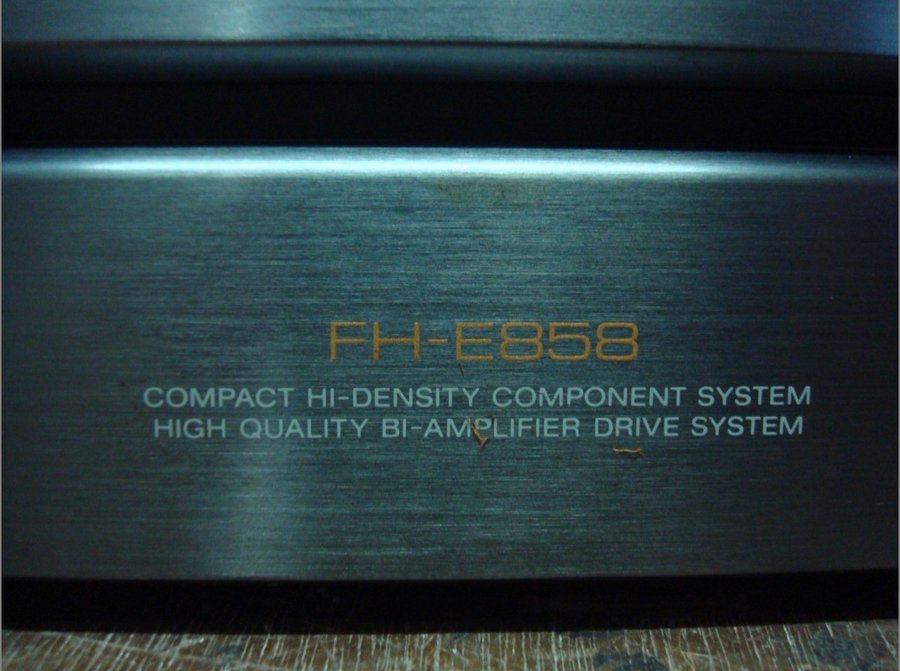 FH-E858
COMPACT HI-DENSITY COMPONENT SYSTEM
HIGH QUALITY BI-AMPLIFIER DRIVE SYSTEM